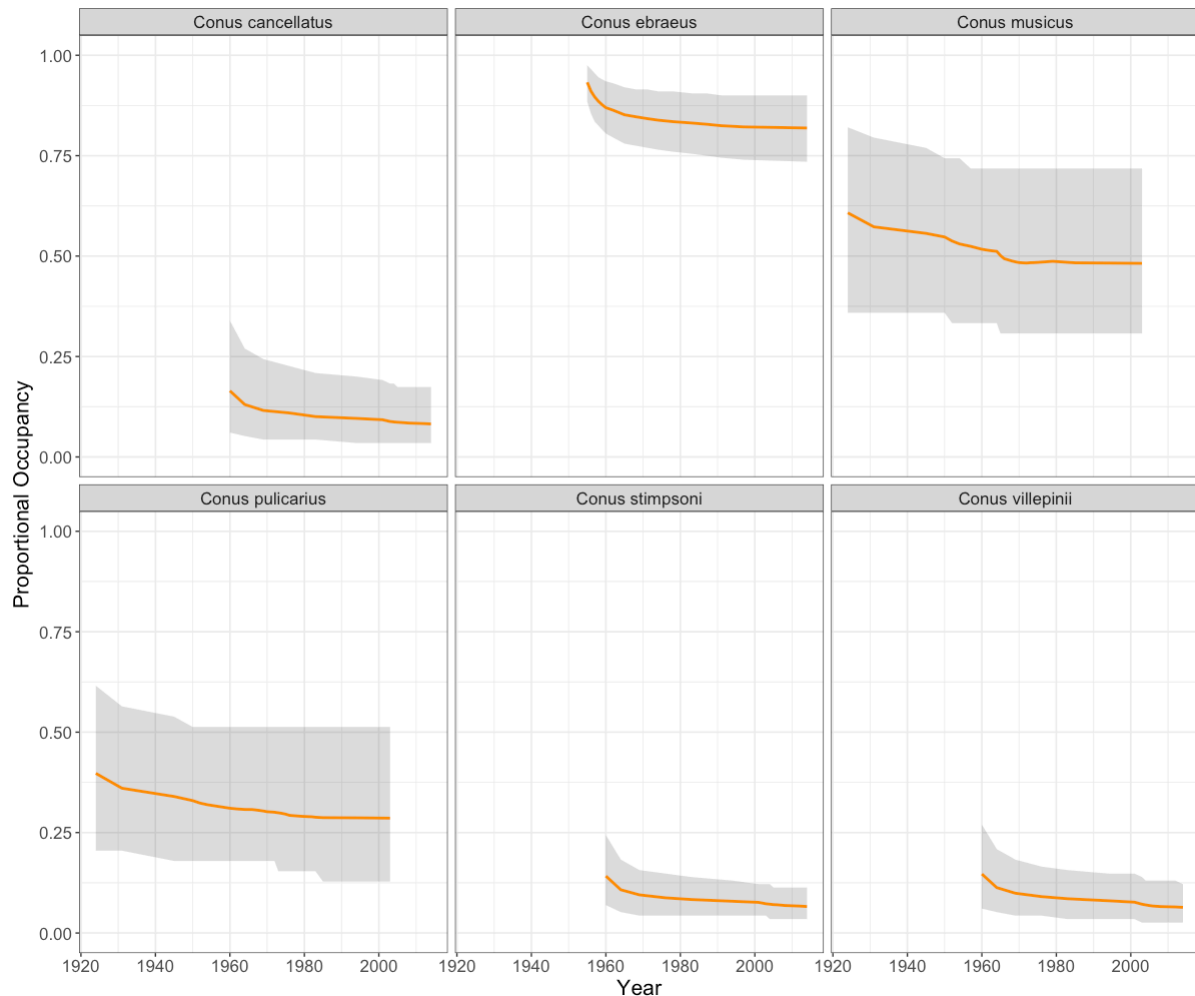 Conus cancellatus Conus ebraeus Conus musicus
1.00
0.75
0.50
0.25
0.00
Proportional Occupancy
Conus pulicarius Conus stimpsoni Conus villepinii
1.00
0.75
0.50
0.25
0.00
1920 1940 1960 1980 2000 1920 1940 1960 1980 2000 1920 1940 1960 1980 2000
Year